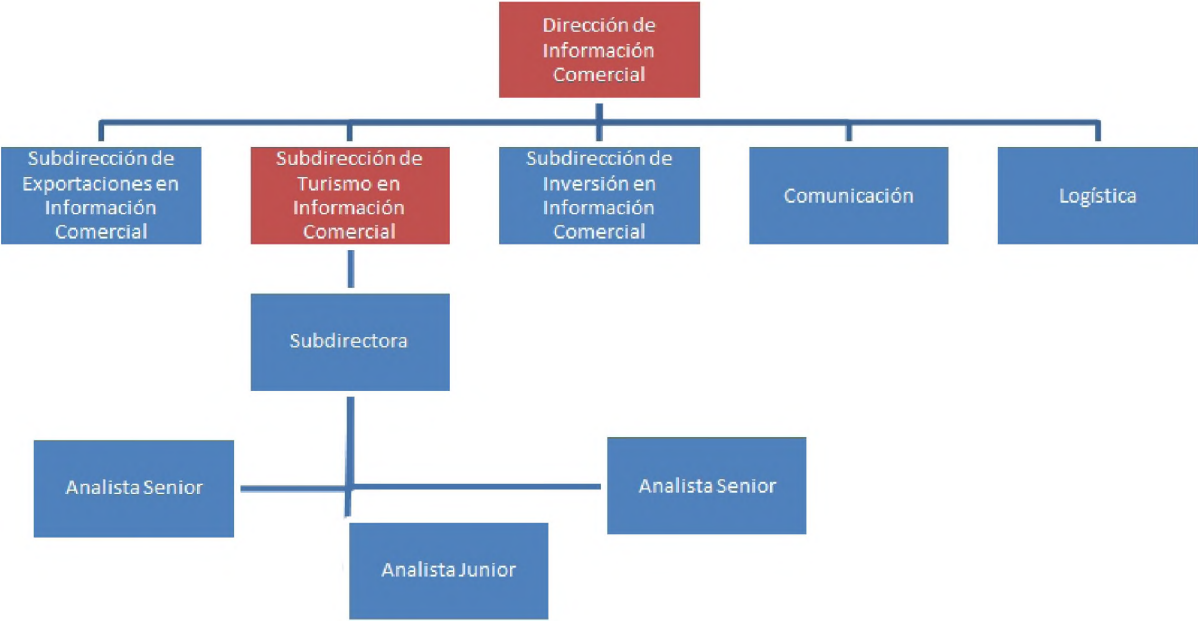 Dirección de
Información
Comercial
Subdirección de
Exportaciones en
Información
Comercial
Subdirección de
Turismo en
Información
Comercial
Subdirección de
Inversión en
Información
Comercial
Comunicación
Logística
Subdirectora
Analista Senior
Analista Senior
Analista Junior